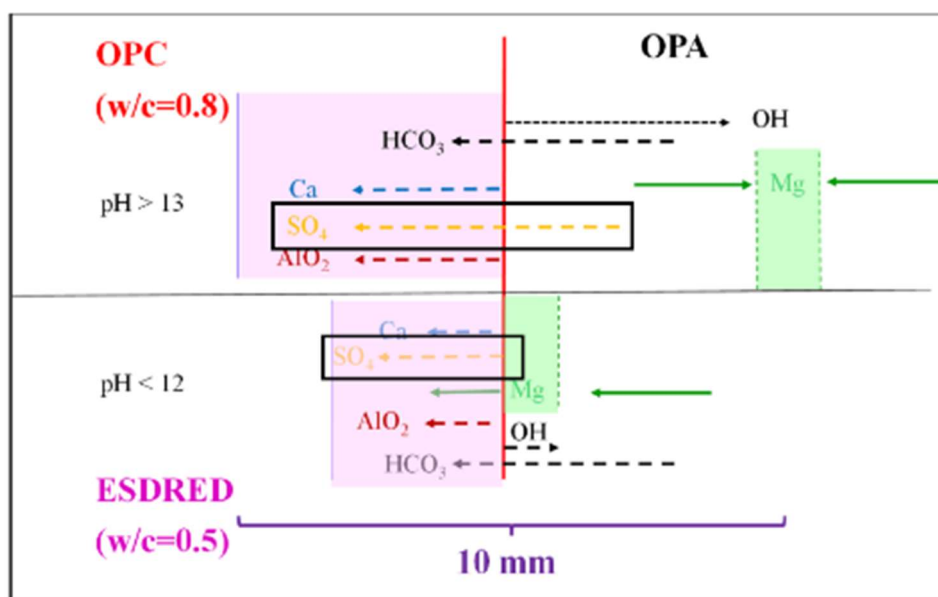 OPC
(w/c=0.8)
OPA
OH
HCO₃
Mg
Ca
pH > 13
SO₄
AlO₂
Ca
SO₄
pH < 12
Mg
AlO₂
OH
HCO₃
ESDRED
(w/c=0.5)
10 mm